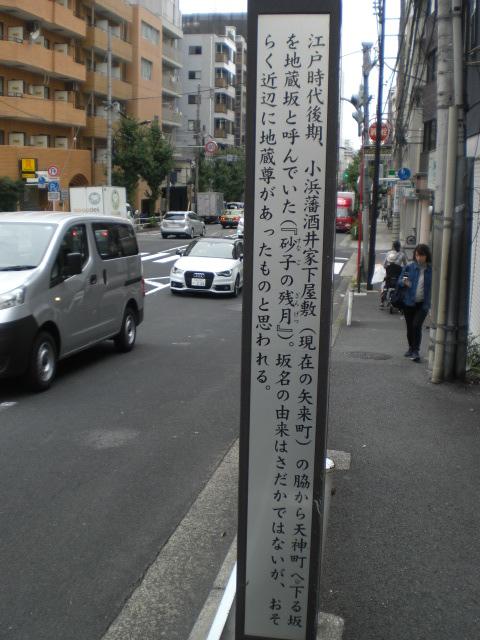 江戸時代後期、小浜藩酒井家下屋敷（現在の矢来町）の脇から天神町へ下る坂
を地蔵坂と呼んでいた（『砂子の残月』）。坂名の由来はさだかではないが、おそ
らく近辺に地蔵尊があったものと思われる。